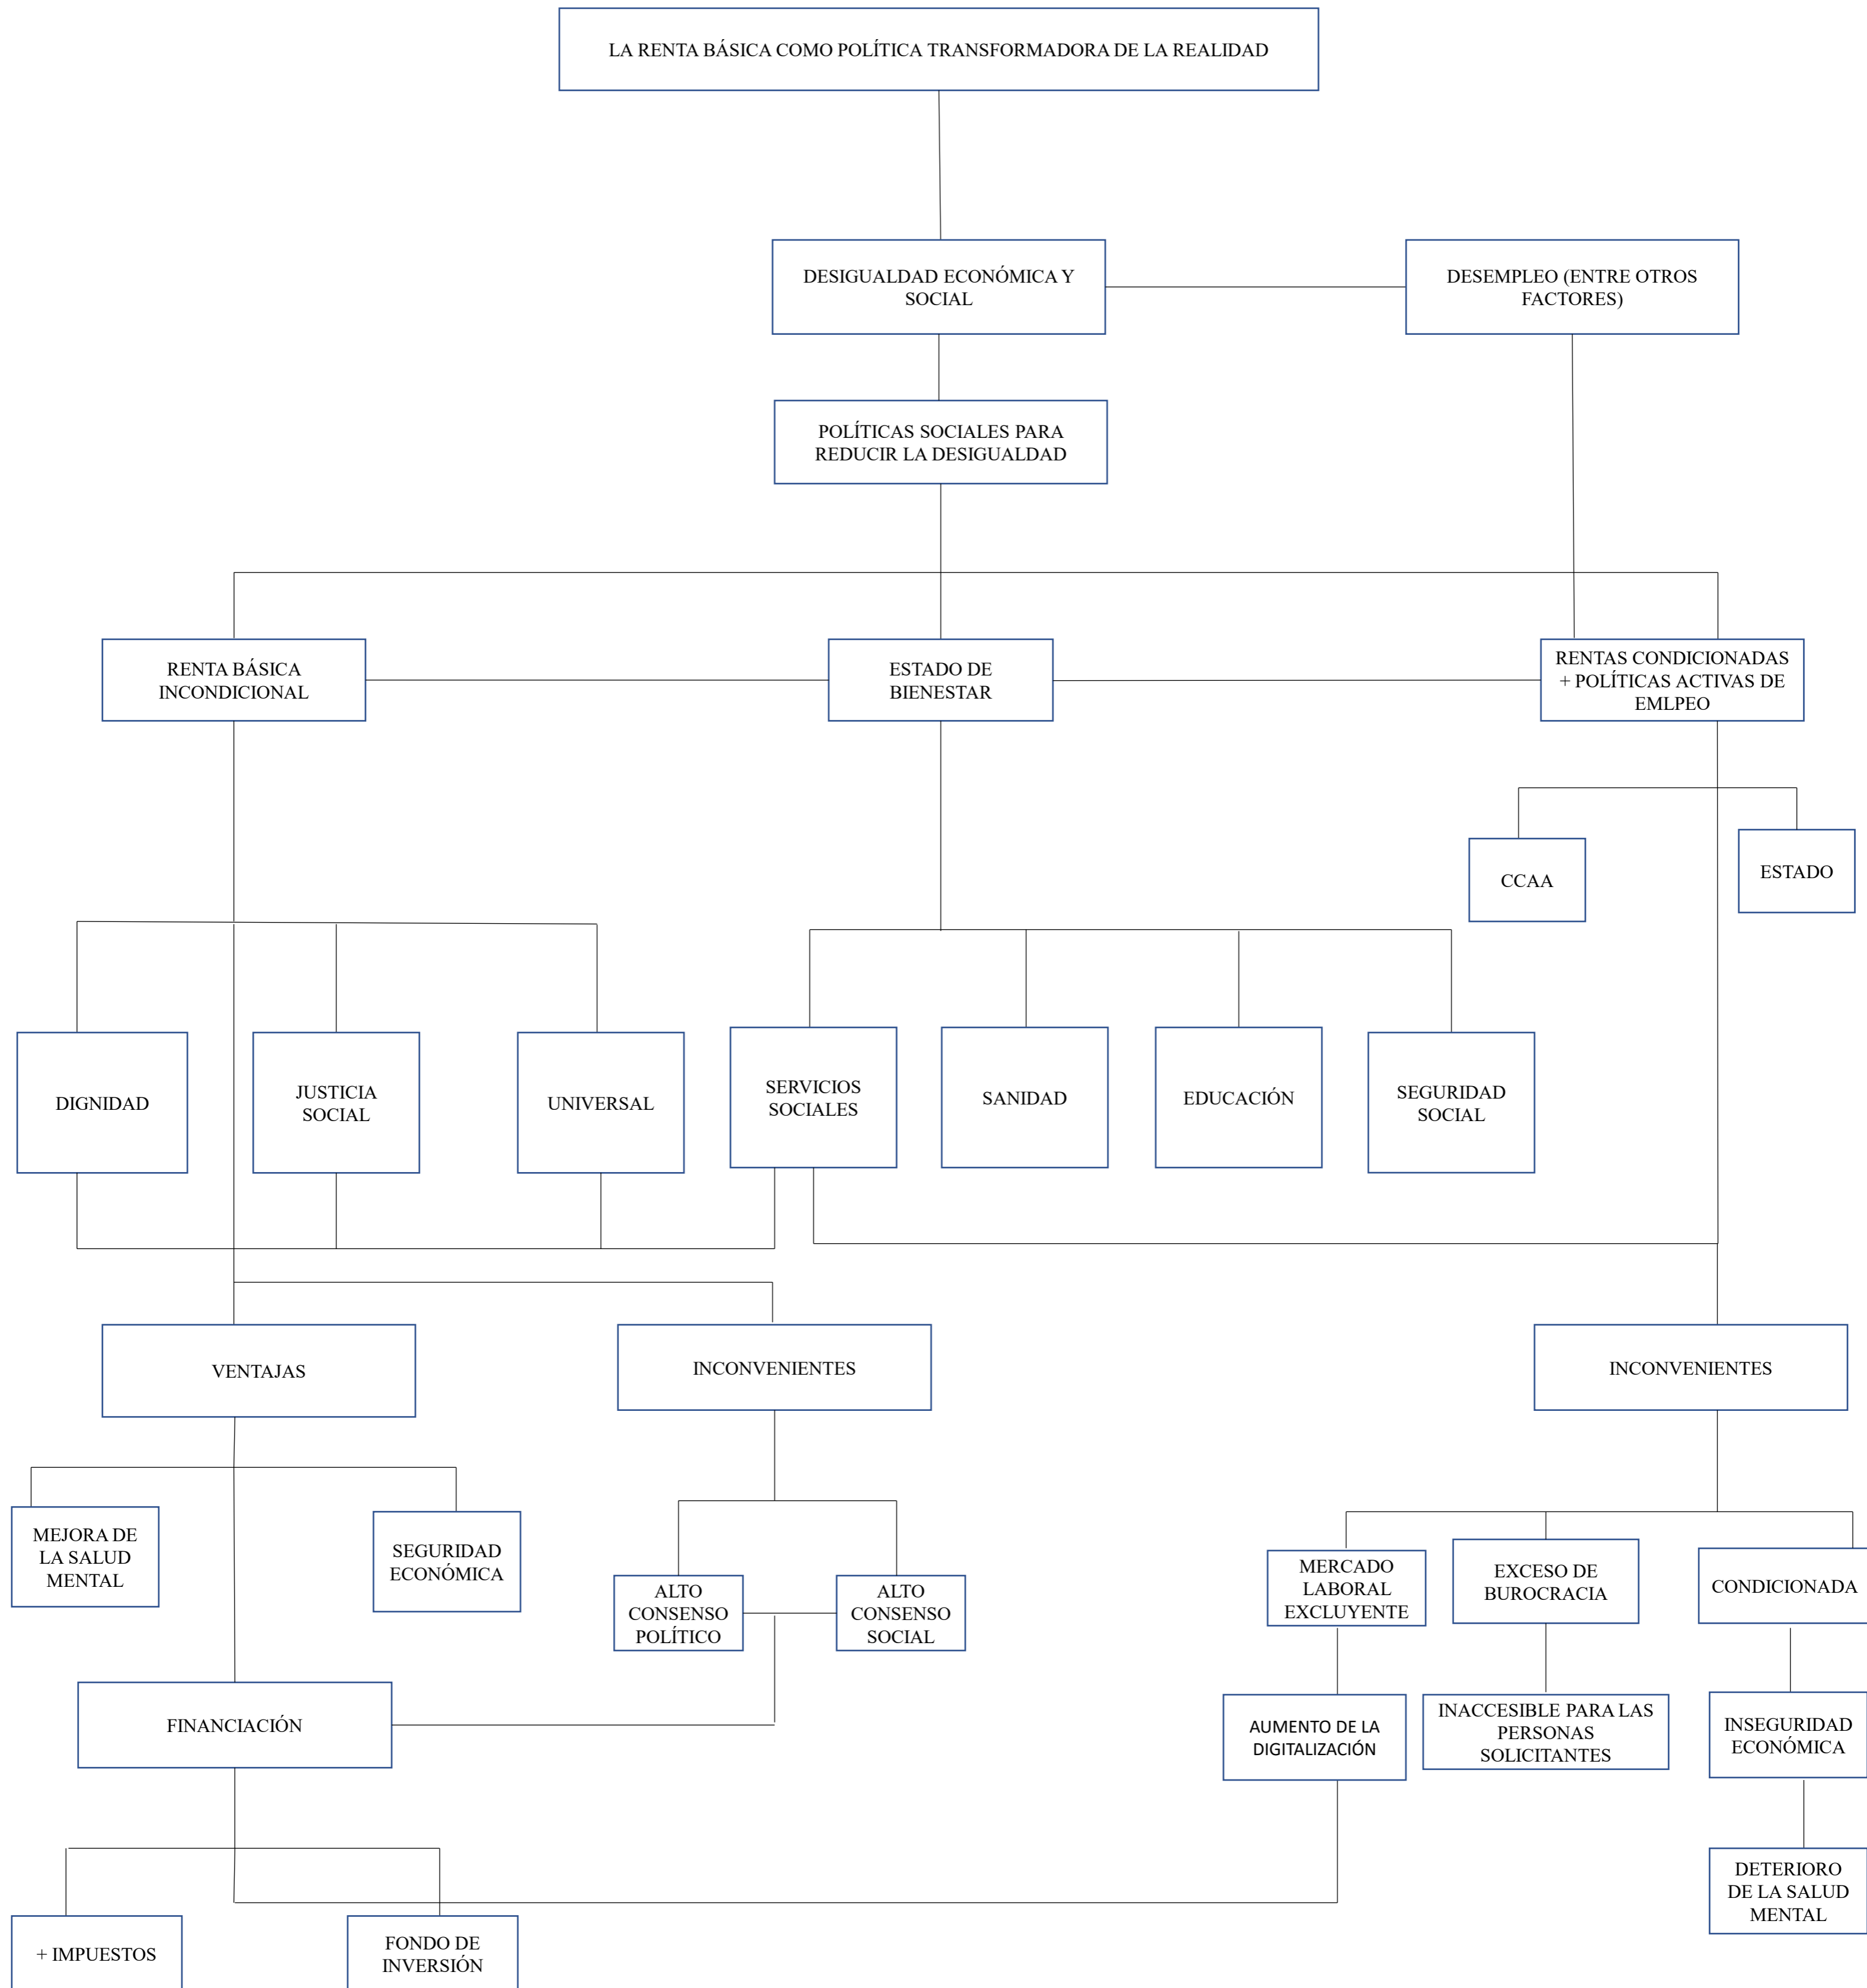 LA RENTA BÁSICA COMO POLÍTICA TRANSFORMADORA DE LA REALIDAD
DESIGUALDAD ECONÓMICA Y
SOCIAL
DESEMPLEO (ENTRE OTROS
FACTORES)
POLÍTICAS SOCIALES PARA
REDUCIR LA DESIGUALDAD
RENTA BÁSICA
INCONDICIONAL
ESTADO DE
BIENESTAR
RENTAS CONDICIONADAS
+ POLÍTICAS ACTIVAS DE
EMLPEO
CCAA
ESTADO
DIGNIDAD
JUSTICIA
SOCIAL
UNIVERSAL
SERVICIOS
SOCIALES
SANIDAD
EDUCACIÓN
SEGURIDAD
SOCIAL
VENTAJAS
INCONVENIENTES
INCONVENIENTES
MEJORA DE
LA SALUD
MENTAL
SEGURIDAD
ECONÓMICA
ALTO
CONSENSO
POLÍTICO
ALTO
CONSENSO
SOCIAL
MERCADO
LABORAL
EXCLUYENTE
EXCESO DE
BUROCRACIA
CONDICIONADA
FINANCIACIÓN
AUMENTO DE LA
DIGITALIZACIÓN
INACCESIBLE PARA LAS
PERSONAS
SOLICITANTES
INSEGURIDAD
ECONÓMICA
DETERIORO
DE LA SALUD
MENTAL
+ IMPUESTOS
FONDO DE
INVERSIÓN